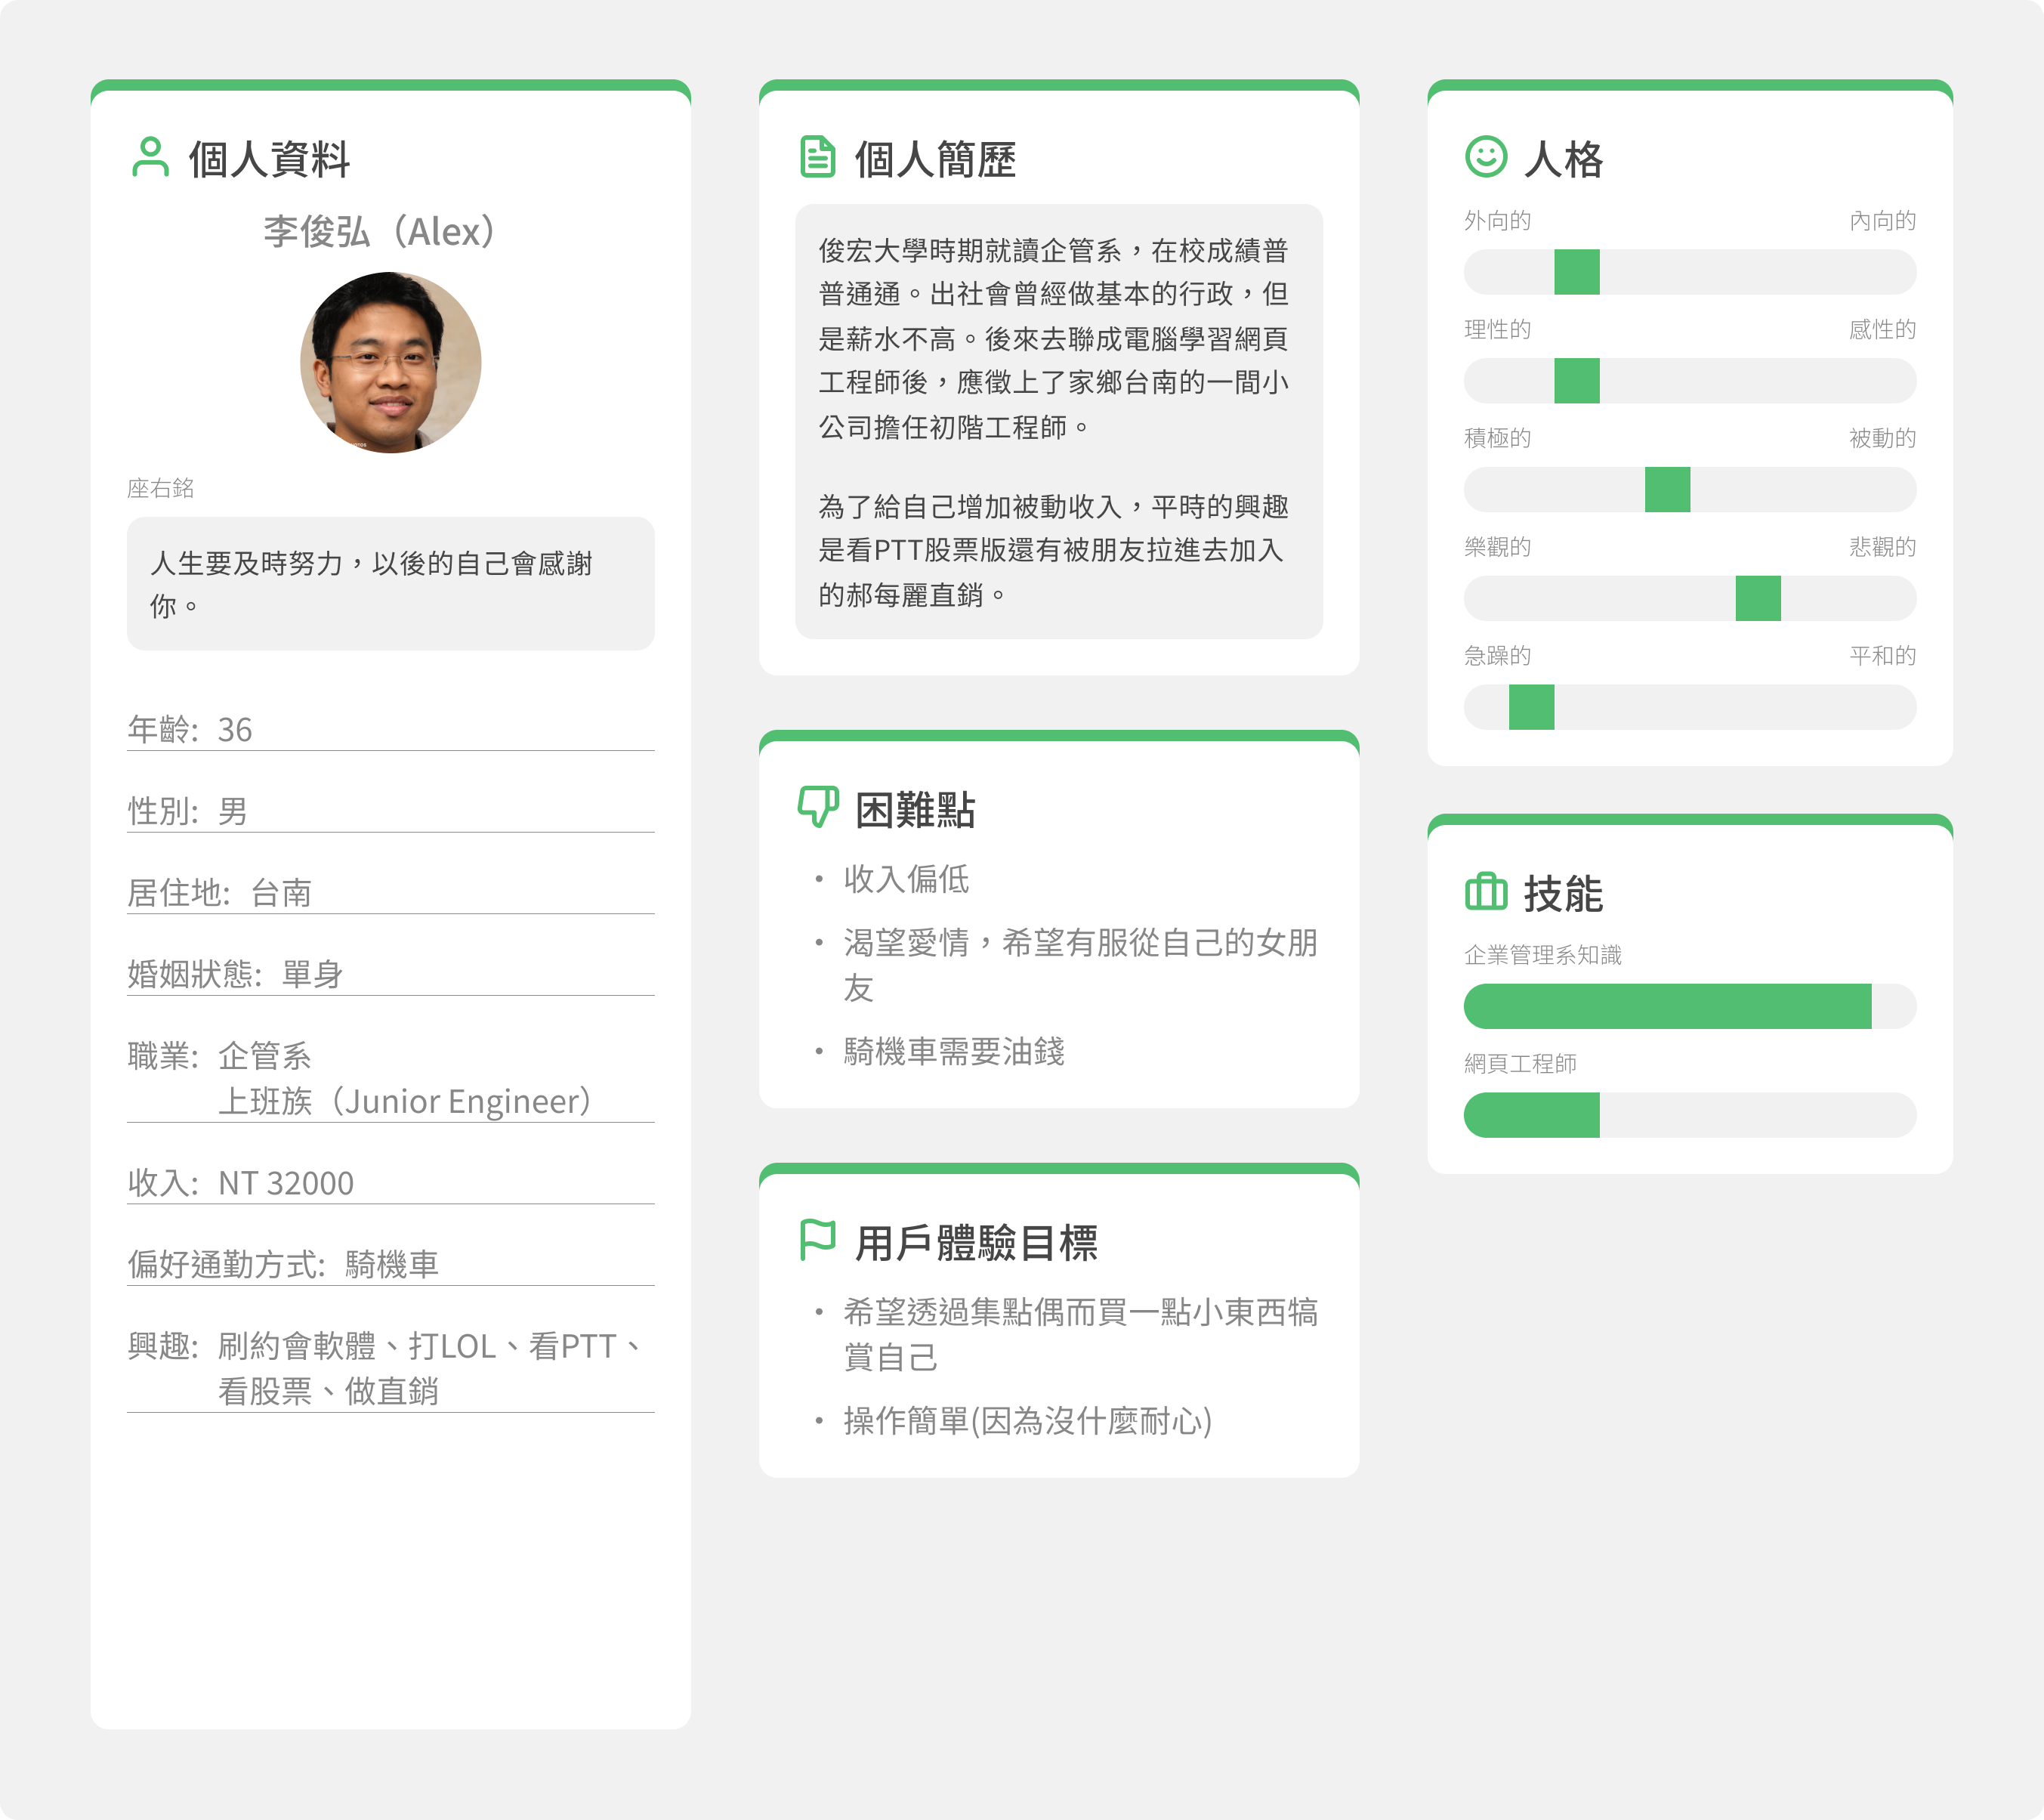 個人資料
李俊弘（Alex）
座右銘
人生要及時努力，以後的自己會感謝
你。
年齡: 36
性別: 男
居住地: 台南
婚姻狀態: 單身
職業: 企管系
上班族（Junior Engineer）
收入: NT 32000
偏好通勤方式: 騎機車
興趣: 刷約會軟體、打LOL、看PTT、
看股票、做直銷
個人簡歷
俊宏大學時期就讀企管系，在校成績普
普通通。出社會曾經做基本的行政，但
是薪水不高。後來去聯成電腦學習網頁
工程師後，應徵上了家鄉台南的一間小
公司擔任初階工程師。
為了給自己增加被動收入，平時的興趣
是看PTT股票版還有被朋友拉進去加入
的郝每麗直銷。
困難點
・ 收入偏低
・ 渴望愛情，希望有服從自己的女朋
友
・ 騎機車需要油錢
用戶體驗目標
・ 希望透過集點偶而買一點小東西犒
賞自己
・ 操作簡單(因為沒什麼耐心)
人格
外向的 內向的
理性的 感性的
積極的 被動的
樂觀的 悲觀的
急躁的 平和的
技能
企業管理系知識
網頁工程師